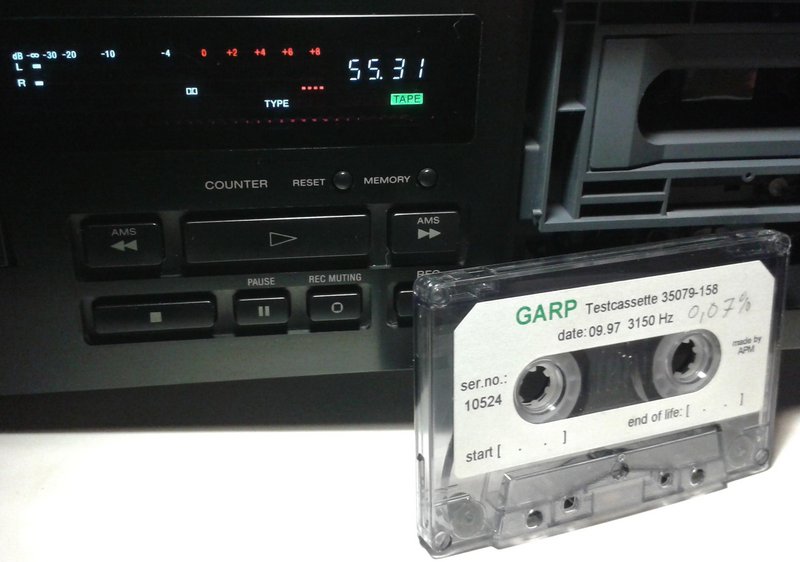 dB -∞ -30 -20 -10 -4 0 +2 +4 +6 +8
L
R
55.31
TYPE
TAPE
COUNTER RESET MEMORY
AMS
AMS
PAUSE
REC MUTING
REC
GARP Testcassette 35079-158
date: 09.97 3150 Hz 0,07%
made by
APM
ser.no.:
10524
start [ . . ]
end of life: [ . . ]